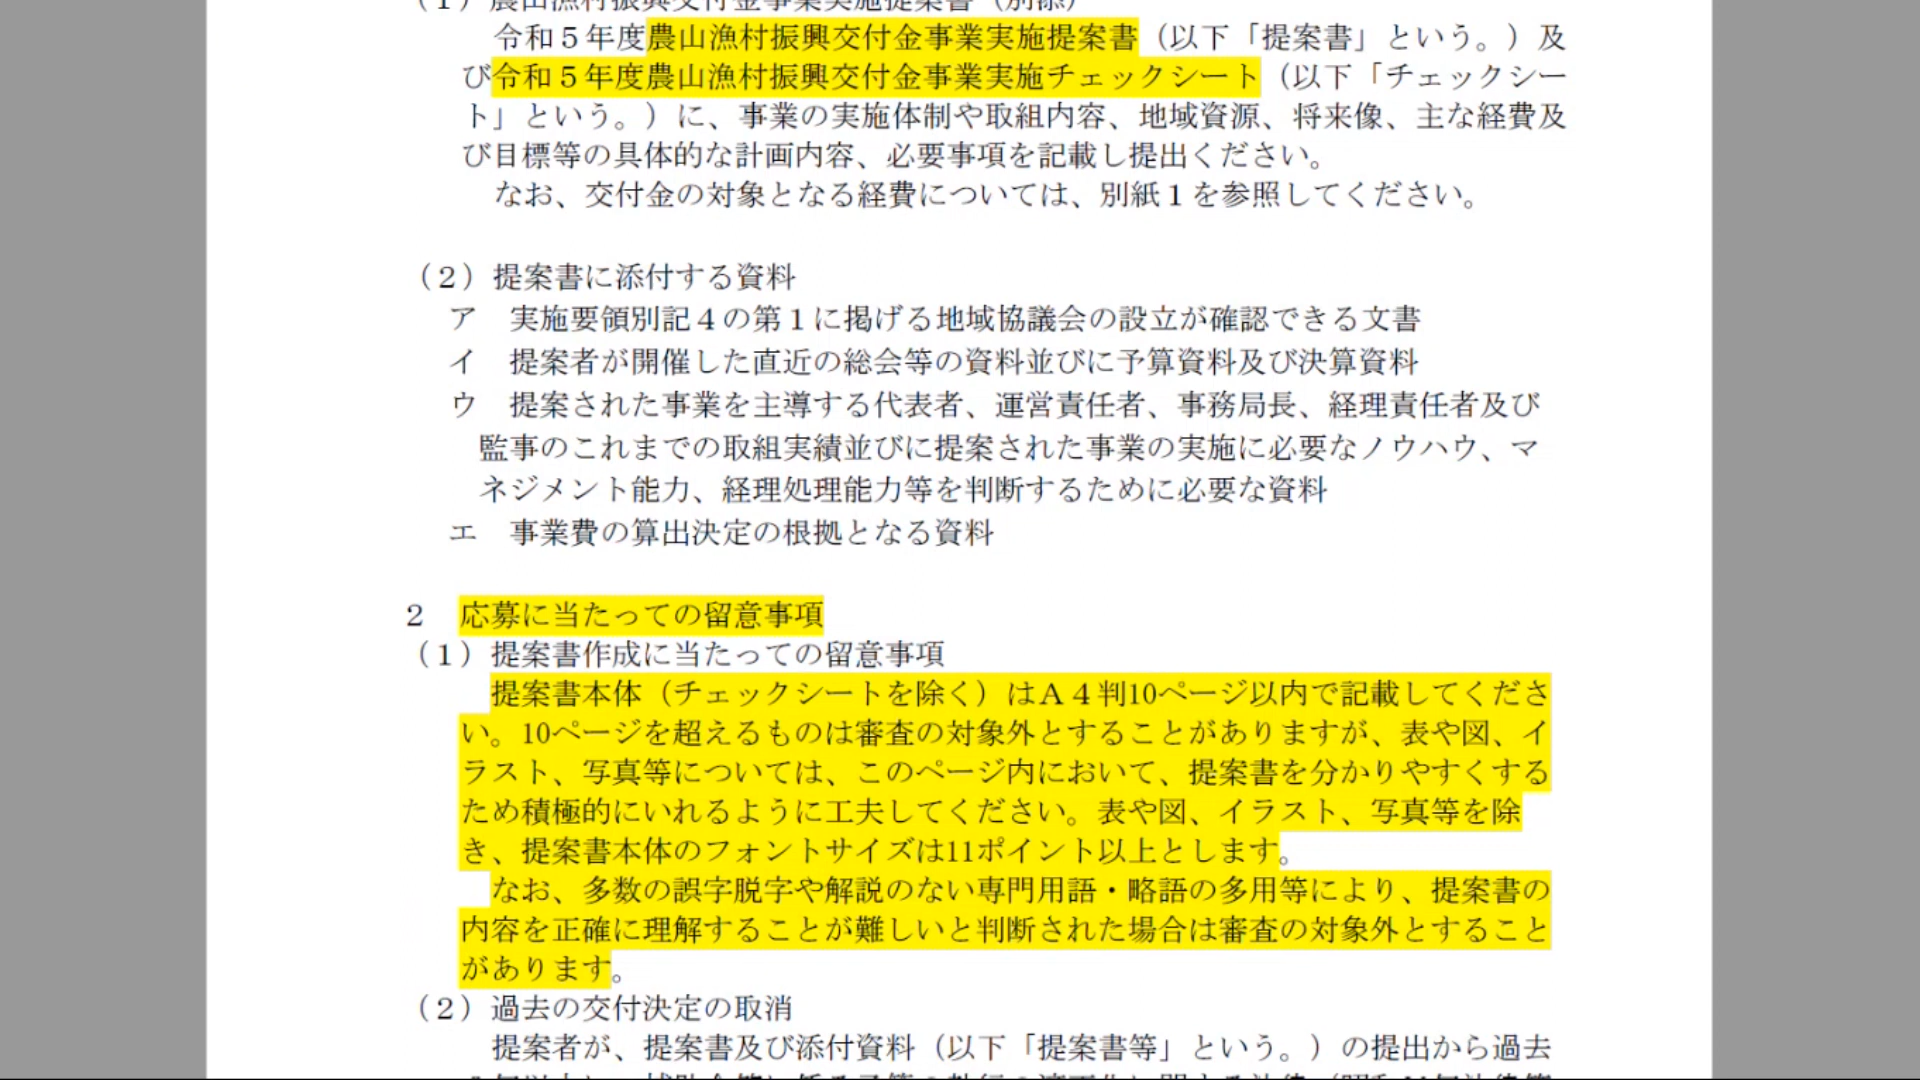 （１）農山漁村振興交付金事業実施提案書（別添）
令和５年度農山漁村振興交付金事業実施提案書（以下「提案書」という。）及
び令和５年度農山漁村振興交付金事業実施チェックシート（以下「チェックシー
ト」という。）に、事業の実施体制や取組内容、地域資源、将来像、主な経費及
び目標等の具体的な計画内容、必要事項を記載し提出ください。
なお、交付金の対象となる経費については、別紙１を参照してください。
（２）提案書に添付する資料
ア　実施要領別記４の第１に掲げる地域協議会の設立が確認できる文書
イ　提案者が開催した直近の総会等の資料並びに予算資料及び決算資料
ウ　提案された事業を主導する代表者、運営責任者、事務局長、経理責任者及び
監事のこれまでの取組実績並びに提案された事業の実施に必要なノウハウ、マ
ネジメント能力、経理処理能力等を判断するために必要な資料
エ　事業費の算出決定の根拠となる資料
２　応募に当たっての留意事項
（１）提案書作成に当たっての留意事項
提案書本体（チェックシートを除く）はＡ４判10ページ以内で記載してくださ
い。10ページを超えるものは審査の対象外とすることがありますが、表や図、イ
ラスト、写真等については、このページ内において、提案書を分かりやすくする
ため積極的にいれるように工夫してください。表や図、イラスト、写真等を除
き、提案書本体のフォントサイズは11ポイント以上とします。
なお、多数の誤字脱字や解説のない専門用語・略語の多用等により、提案書の
内容を正確に理解することが難しいと判断された場合は審査の対象外とすること
があります。
（２）過去の交付決定の取消
提案者が、提案書及び添付資料（以下「提案書等」という。）の提出から過去